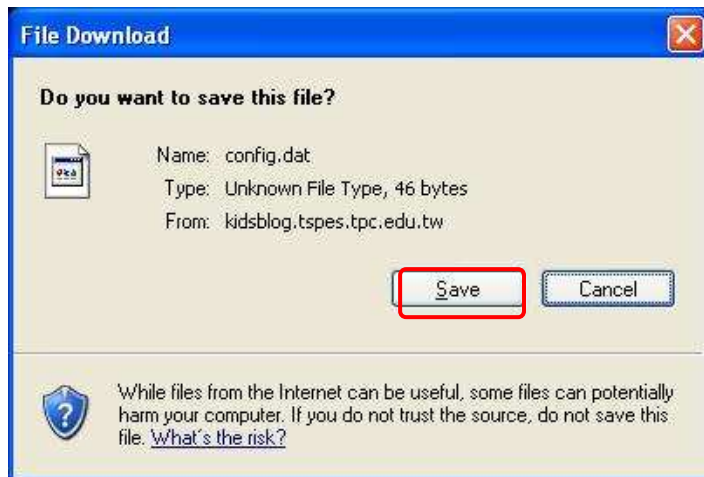 File Download
Do you want to save this file?
Name: config.dat
Type: Unknown File Type, 46 bytes
From: kidsblog.tspes.tpc.edu.tw
Save Cancel
While files from the Internet can be useful, some files can potentially
harm your computer. If you do not trust the source, do not save this
file. What's the risk?